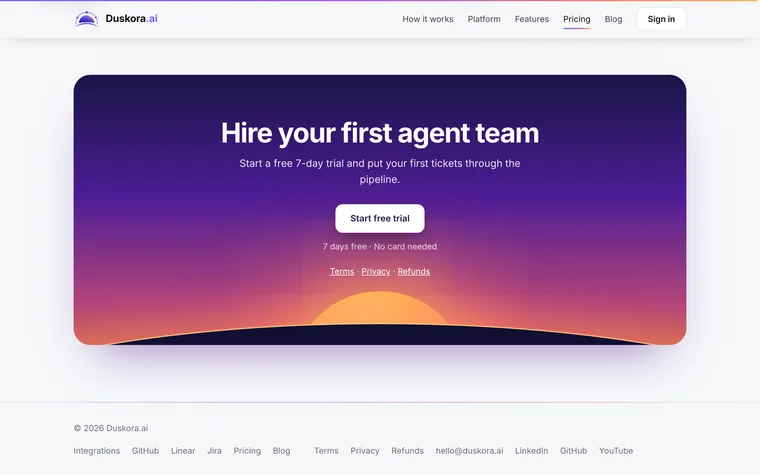 Duskora.ai
How it works Platform Features Pricing Blog Sign in
Hire your first agent team
Start a free 7-day trial and put your first tickets through the
pipeline.
Start free trial
7 days free · No card needed
Terms · Privacy · Refunds
© 2026 Duskora.ai
Integrations GitHub Linear Jira Pricing Blog Terms Privacy Refunds hello@duskora.ai LinkedIn GitHub YouTube